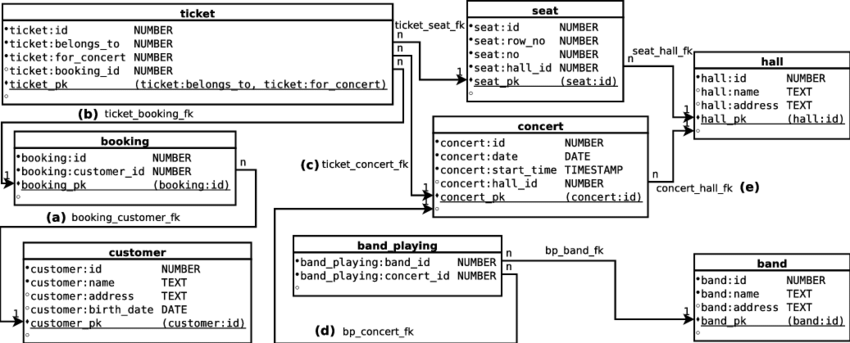 ticket
ticket:id NUMBER
ticket:belongs_to NUMBER
ticket:for_concert NUMBER
ticket:booking_id NUMBER
ticket_pk (ticket:belongs_to, ticket:for_concert)
ticket_seat_fk
n
n
n
1
seat
seat:id NUMBER
seat:row_no NUMBER
seat:no NUMBER
seat:hall_id NUMBER
seat_pk (seat:id)
seat_hall_fk
n
1
hall
hall:id NUMBER
hall:name TEXT
hall:address TEXT
hall_pk (hall:id)
1
(b) ticket_booking_fk
booking
booking:id NUMBER
booking:customer_id NUMBER
booking_pk (booking:id)
n
1
(c) ticket_concert_fk
concert
concert:id NUMBER
concert:date DATE
concert:start_time TIMESTAMP
concert:hall_id NUMBER
concert_pk (concert:id)
n
1
concert_hall_fk (e)
(a) booking_customer_fk
customer
customer:id NUMBER
customer:name TEXT
customer:address TEXT
customer:birth_date DATE
customer_pk (customer:id)
1
band_playing
band_playing:band_id NUMBER
band_playing:concert_id NUMBER
n
n
bp_band_fk
(d) bp_concert_fk
band
band:id NUMBER
band:name TEXT
band:address TEXT
band_pk (band:id)
1